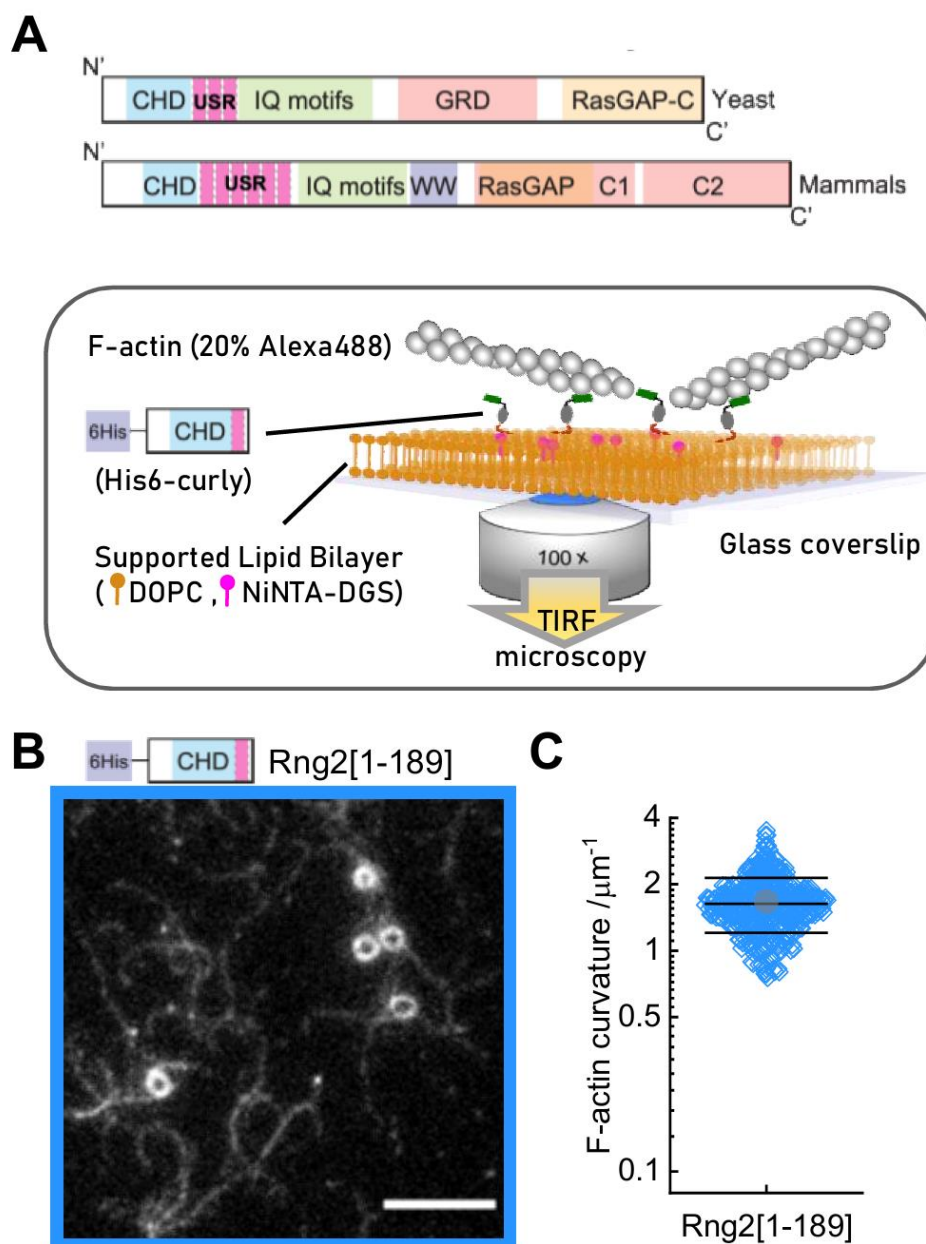 A
N'
CHD USR IQ motifs GRD RasGAP-C Yeast
C'
N'
CHD USR IQ motifs WW RasGAP C1 C2 Mammals
C'
F-actin (20% Alexa488)
6His CHD
(His6-curly)
Supported Lipid Bilayer
(DOPC , NiNTA-DGS)
100 x
TIRF
microscopy
Glass coverslip
B
6His CHD Rng2[1-189]
C
F-actin curvature /μm⁻¹
4
2
1
0.5
0.1
Rng2[1-189]